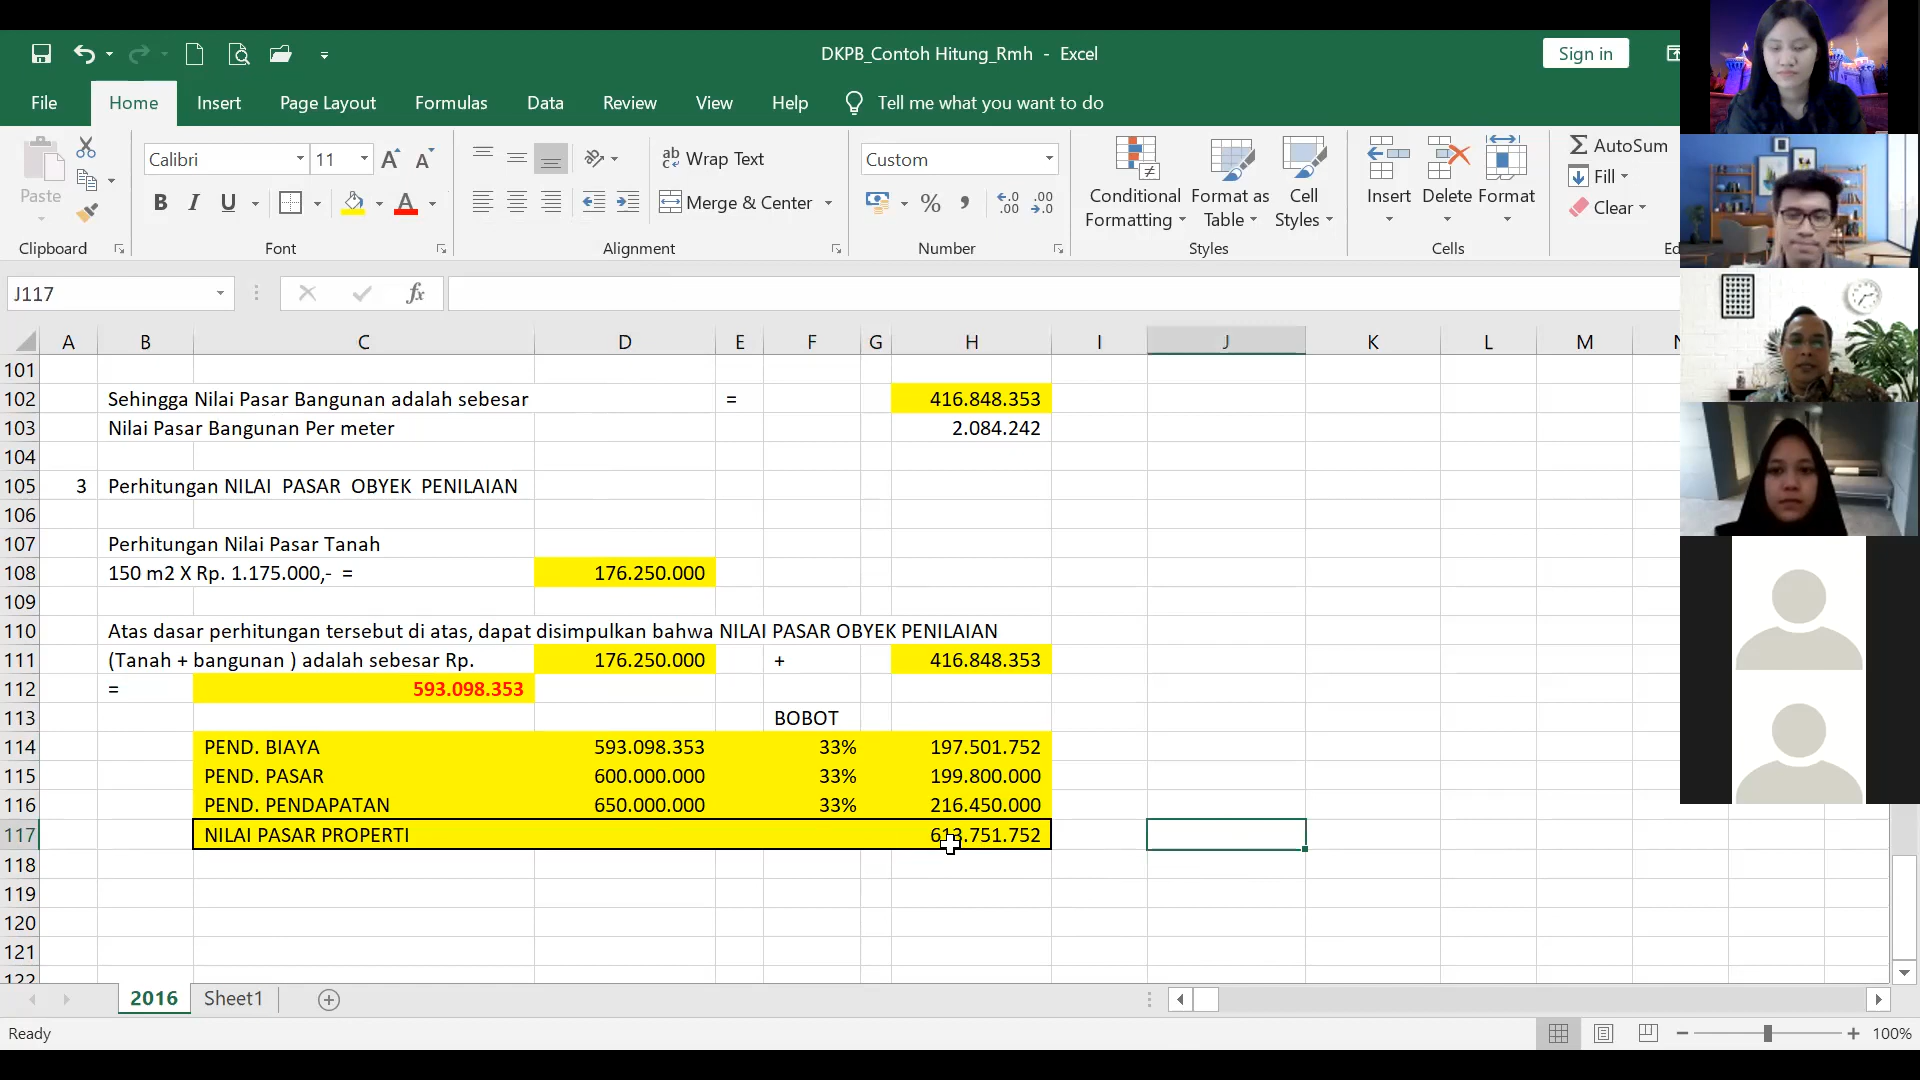 DKPB_Contoh Hitung_Rmh - Excel
Sign in
File Home Insert Page Layout Formulas Data Review View Help Tell me what you want to do
Paste
Clipboard
Calibri 11
B I U
Font
Wrap Text
Merge & Center
Alignment
Custom
Number
Conditional Formatting
Format as Table
Cell Styles
Styles
Insert Delete Format
Cells
AutoSum
Fill
Clear
J117 fx
A B C D E F G H I J K L M
101
102 Sehingga Nilai Pasar Bangunan adalah sebesar = 416.848.353
103 Nilai Pasar Bangunan Per meter 2.084.242
104
105 3 Perhitungan NILAI PASAR OBYEK PENILAIAN
106
107 Perhitungan Nilai Pasar Tanah
108 150 m2 X Rp. 1.175.000,- = 176.250.000
109
110 Atas dasar perhitungan tersebut di atas, dapat disimpulkan bahwa NILAI PASAR OBYEK PENILAIAN
111 (Tanah + bangunan ) adalah sebesar Rp. 176.250.000 + 416.848.353
112 = 593.098.353
113 BOBOT
114 PEND. BIAYA 593.098.353 33% 197.501.752
115 PEND. PASAR 600.000.000 33% 199.800.000
116 PEND. PENDAPATAN 650.000.000 33% 216.450.000
117 NILAI PASAR PROPERTI 613.751.752
118
119
120
121
122
2016 Sheet1
Ready
100%